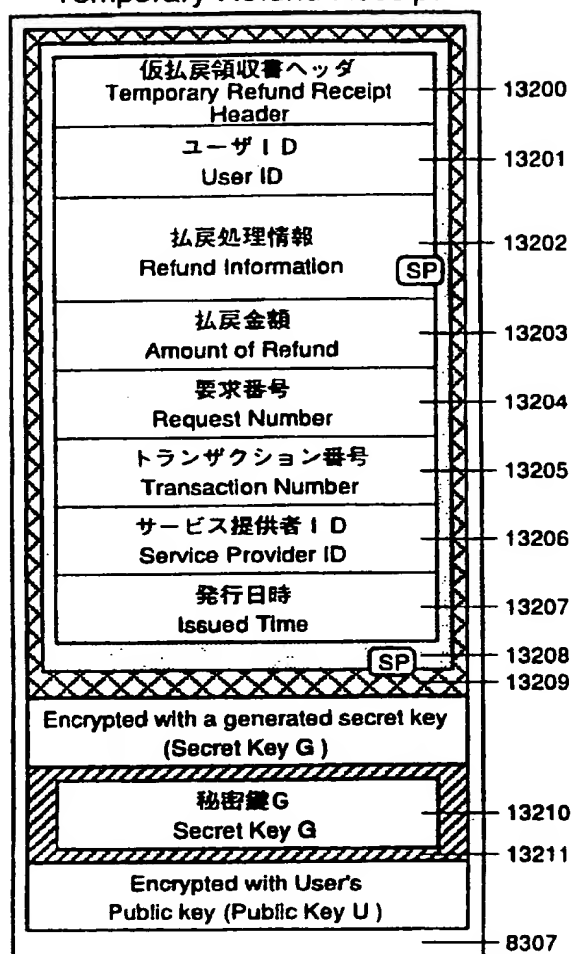 仮払戻領収書ヘッダ
Temporary Refund Receipt
Header
13200
ユーザID
User ID
13201
払戻処理情報
Refund Information
SP
13202
払戻金額
Amount of Refund
13203
要求番号
Request Number
13204
トランザクション番号
Transaction Number
13205
サービス提供者ID
Service Provider ID
13206
発行日時
Issued Time
13207
SP
13208
13209
Encrypted with a generated secret key
(Secret Key G )
秘密鍵G
Secret Key G
13210
13211
Encrypted with User's
Public key (Public Key U )
8307